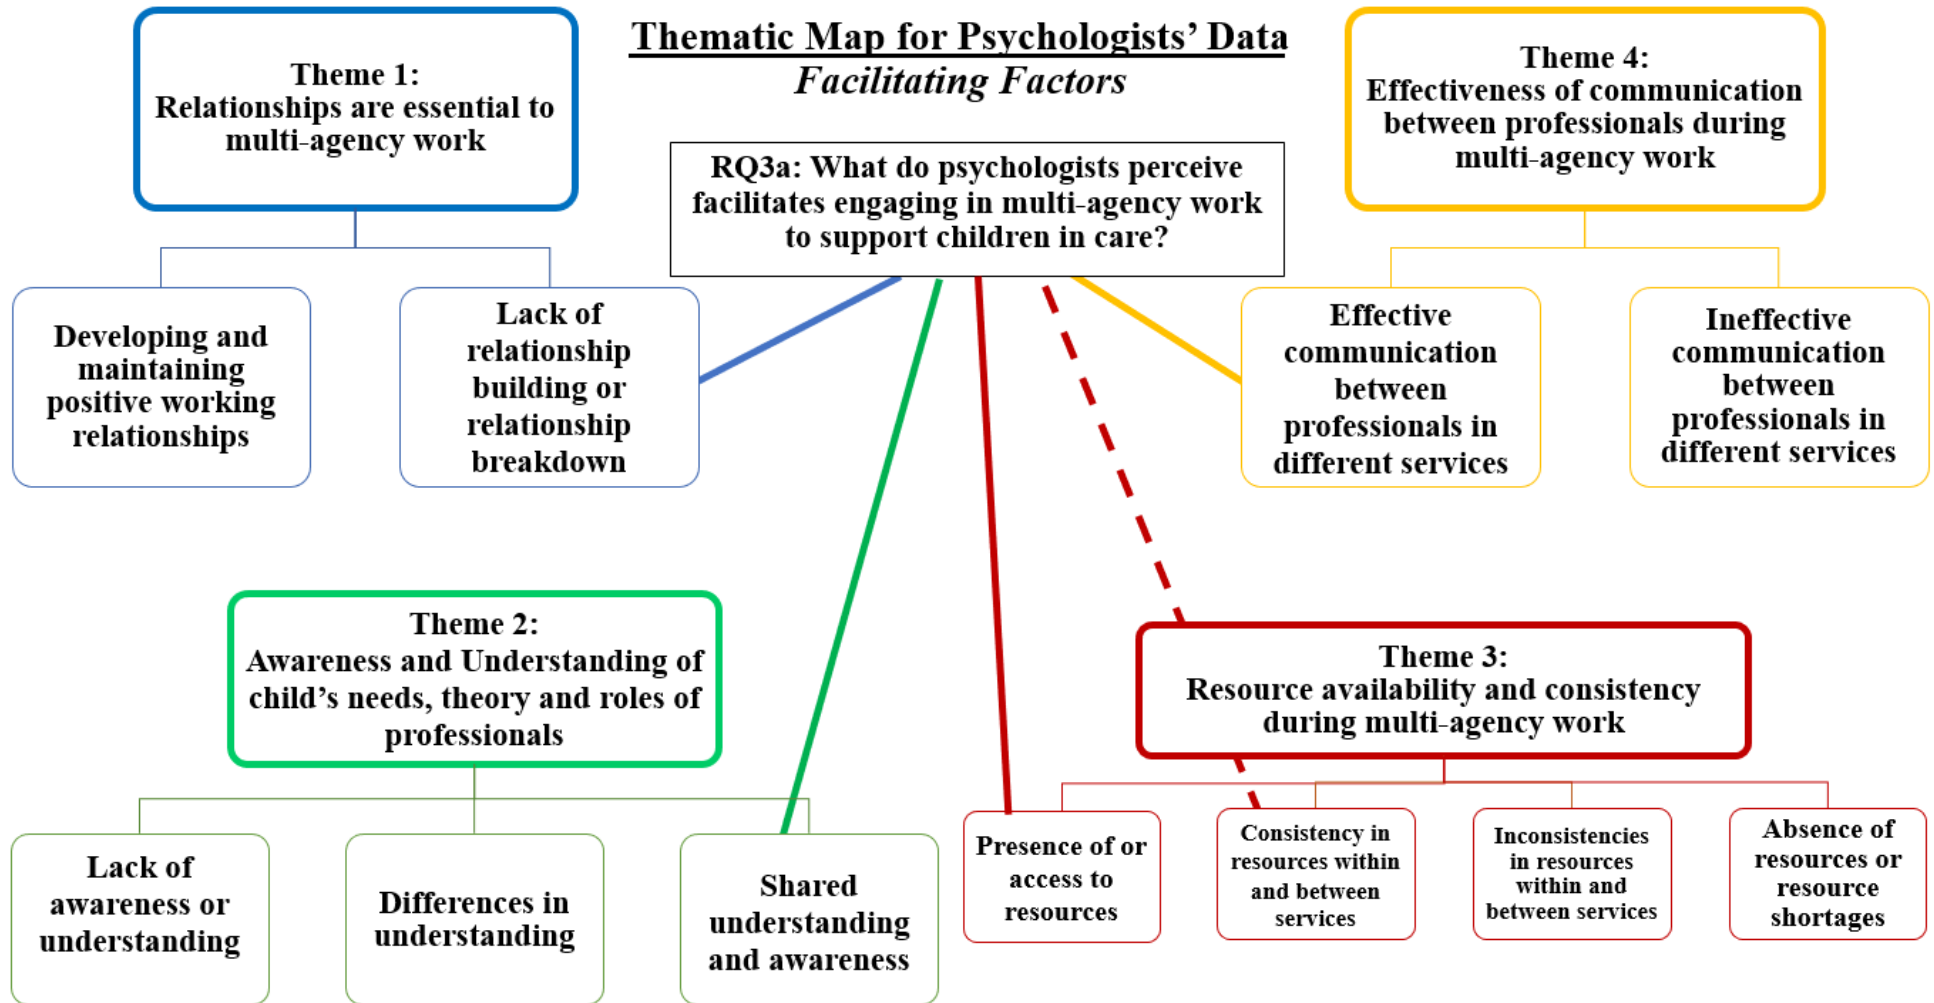 Thematic Map for Psychologists’ Data
Facilitating Factors
Theme 1:
Relationships are essential to
multi-agency work
Theme 4:
Effectiveness of communication
between professionals during
multi-agency work
RQ3a: What do psychologists perceive
facilitates engaging in multi-agency work
to support children in care?
Developing and
maintaining
positive working
relationships
Lack of
relationship
building or
relationship
breakdown
Effective
communication
between
professionals in
different services
Ineffective
communication
between
professionals in
different services
Theme 2:
Awareness and Understanding of
child’s needs, theory and roles of
professionals
Theme 3:
Resource availability and consistency
during multi-agency work
Lack of
awareness or
understanding
Differences in
understanding
Shared
understanding
and awareness
Presence of or
access to
resources
Consistency in
resources within
and between
services
Inconsistencies
in resources
within and
between services
Absence of
resources or
resource
shortages